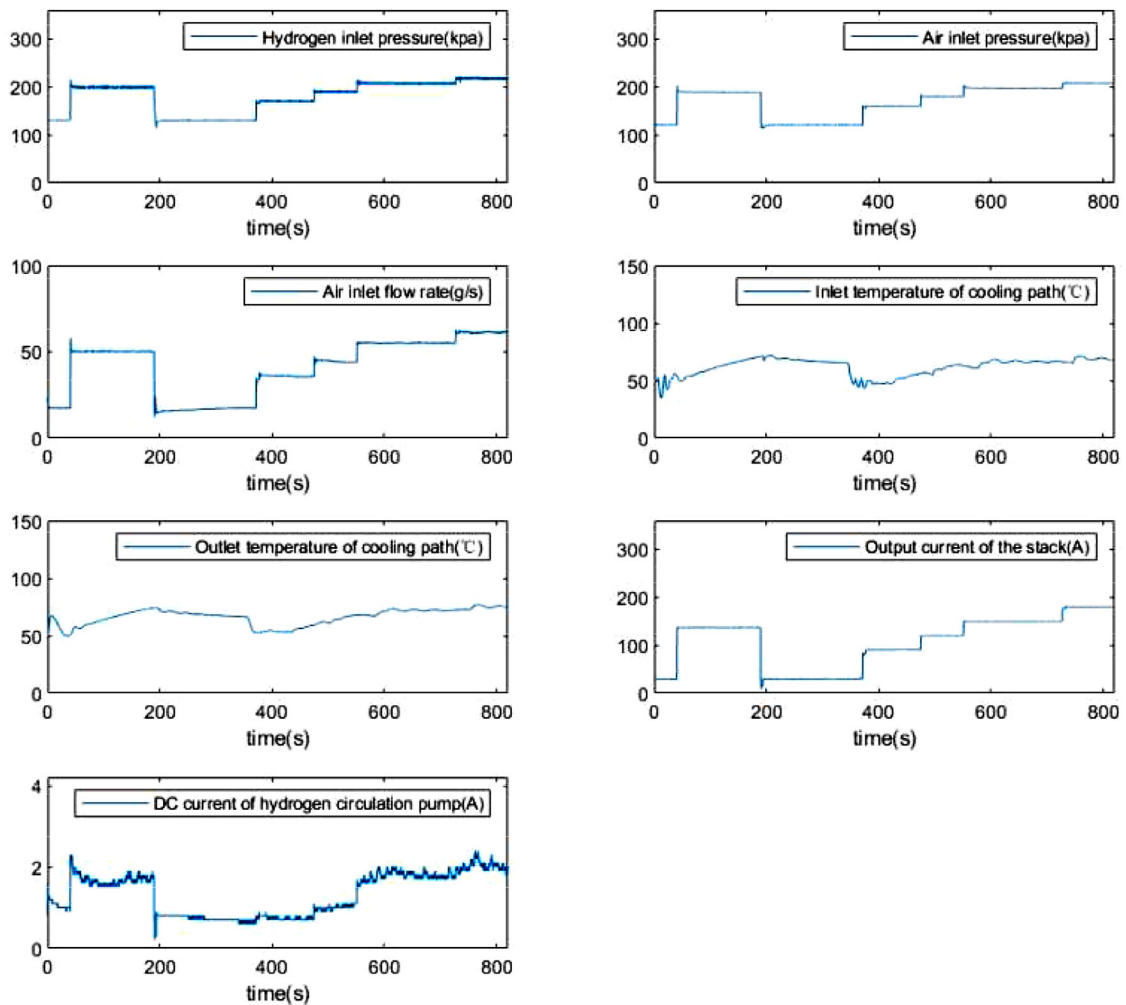 Hydrogen inlet pressure(kpa)
300
200
100
0
0 200 400 600 800
time(s)
Air inlet pressure(kpa)
300
200
100
0
0 200 400 600 800
time(s)
Air inlet flow rate(g/s)
100
50
0
0 200 400 600 800
time(s)
Inlet temperature of cooling path(℃)
150
100
50
0
0 200 400 600 800
time(s)
Outlet temperature of cooling path(℃)
150
100
50
0
0 200 400 600 800
time(s)
Output current of the stack(A)
300
200
100
0
0 200 400 600 800
time(s)
DC current of hydrogen circulation pump(A)
4
2
0
0 200 400 600 800
time(s)